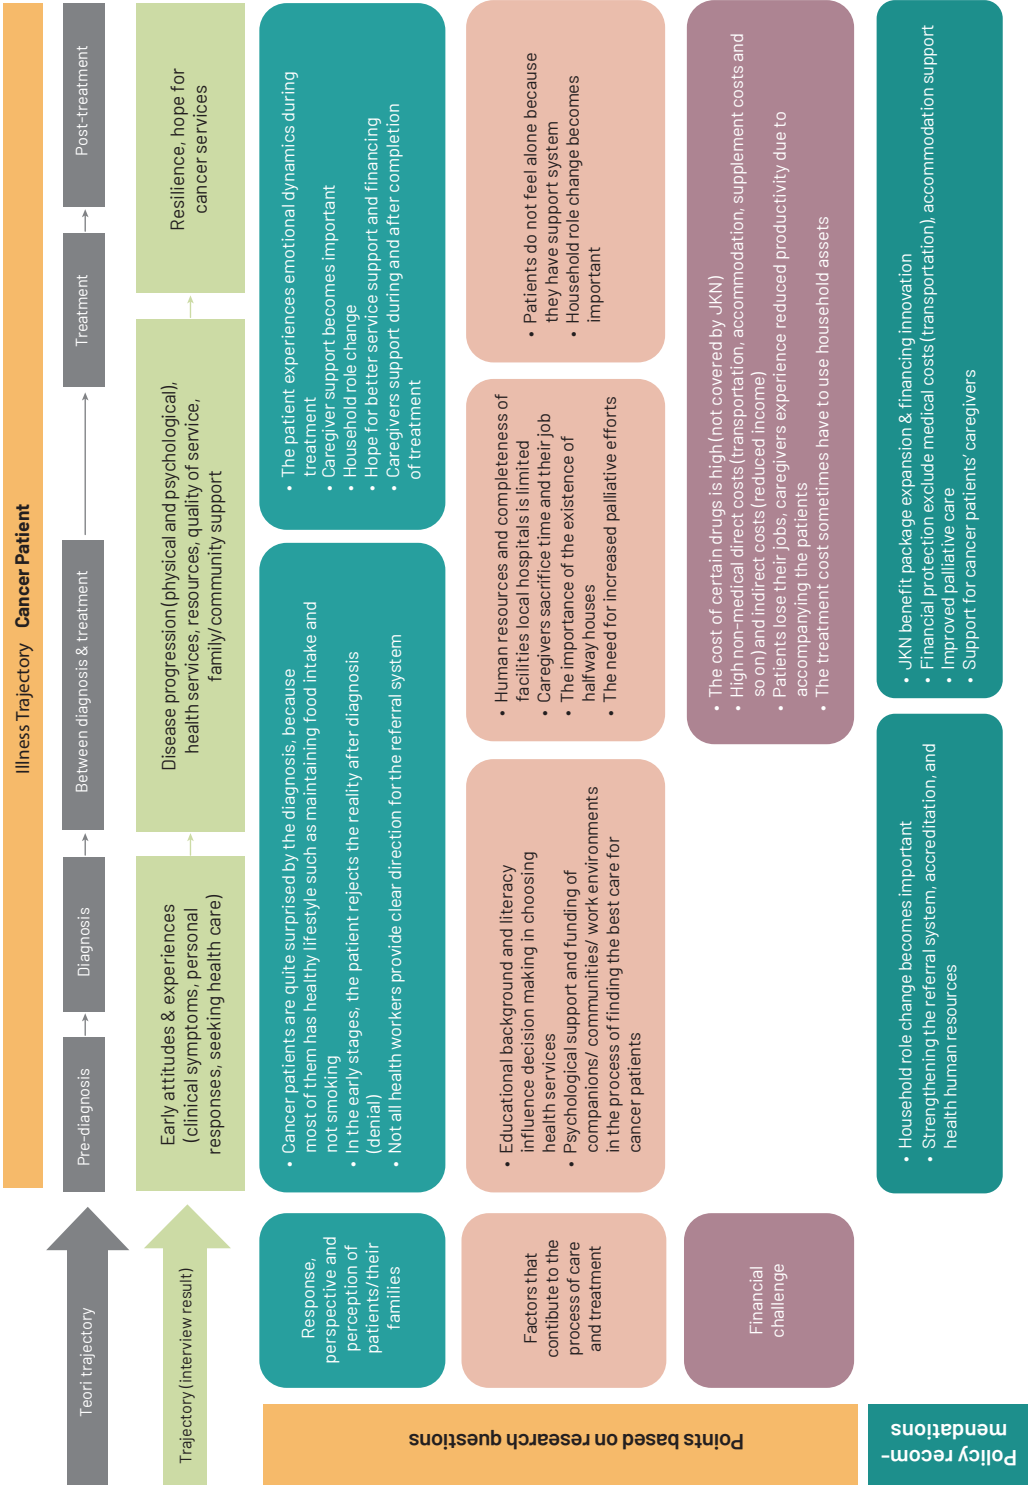 Illness Trajectory Cancer Patient
Teori trajectory
Pre-diagnosis
Diagnosis
Between diagnosis & treatment
Treatment
Post-treatment
Trajectory (interview result)
Early attitudes & experiences
(clinical symptoms, personal
responses, seeking health care)
Disease progression (physical and psychological),
health services, resources, quality of service,
family/community support
Resilience, hope for
cancer services
Points based on research questions
Response,
perspective and
perception of
patients/their
families
• Cancer patients are quite surprised by the diagnosis, because
most of them has healthy lifestyle such as maintaining food intake and
not smoking
• In the early stages, the patient rejects the reality after diagnosis
(denial)
• Not all health workers provide clear direction for the referral system
• The patient experiences emotional dynamics during
treatment
• Caregiver support becomes important
• Household role change
• Hope for better service support and financing
• Caregivers support during and after completion
of treatment
Factors that
contibute to the
process of care
and treatment
• Educational background and literacy
influence decision making in choosing
health services
• Psychological support and funding of
companions/ communities/ work environments
in the process of finding the best care for
cancer patients
• Human resources and completeness of
facilities local hospitals is limited
• Caregivers sacrifice time and their job
• The importance of the existence of
halfway houses
• The need for increased palliative efforts
• Patients do not feel alone because
they have support system
• Household role change becomes
important
Financial
challenge
• The cost of certain drugs is high (not covered by JKN)
• High non-medical direct costs (transportation, accommodation, supplement costs and
so on) and indirect costs (reduced income)
• Patients lose their jobs, caregivers experience reduced productivity due to
accompanying the patients
• The treatment cost sometimes have to use household assets
Policy recom-
mendations
• Household role change becomes important
• Strengthening the referral system, accreditation, and
health human resources
• JKN benefit package expansion & financing innovation
• Financial protection exclude medical costs (transportation), accommodation support
• Improved palliative care
• Support for cancer patients' caregivers